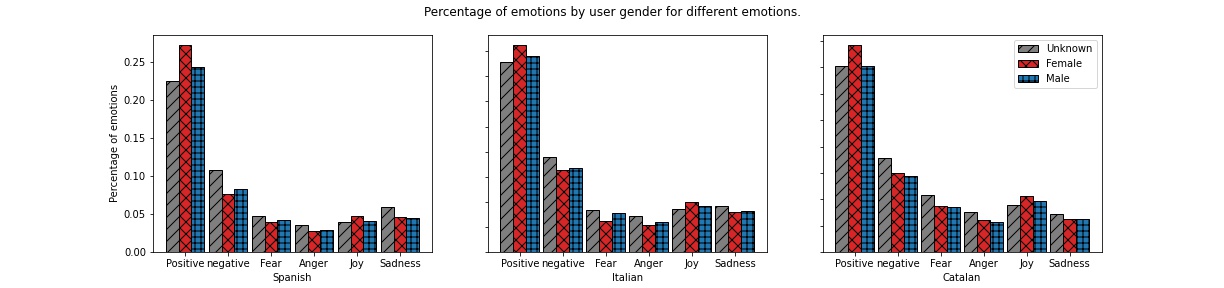 Percentage of emotions by user gender for different emotions.
Percentage of emotions
0.25
0.20
0.15
0.10
0.05
0.00
Positive negative Fear Anger Joy Sadness
Spanish
Positive negative Fear Anger Joy Sadness
Italian
Unknown
Female
Male
Positive negative Fear Anger Joy Sadness
Catalan